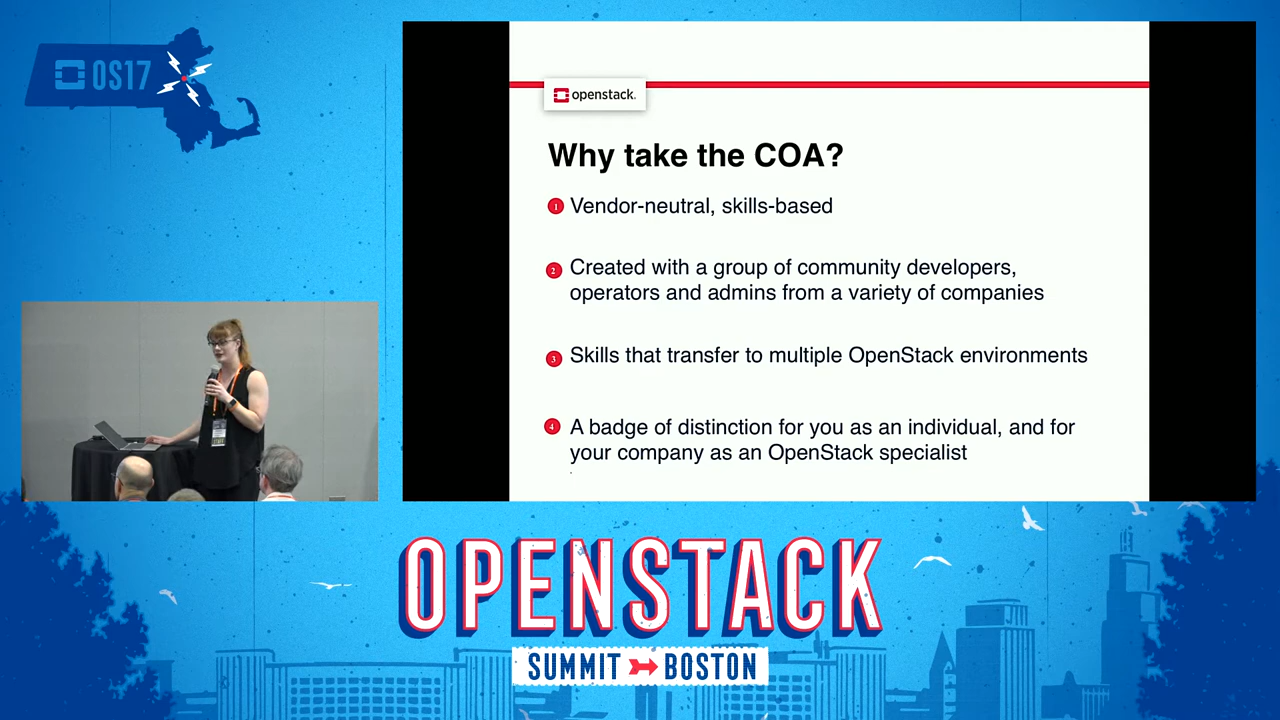 OS17
openstack.
Why take the COA?
1 Vendor-neutral, skills-based
2 Created with a group of community developers,
operators and admins from a variety of companies
3 Skills that transfer to multiple OpenStack environments
4 A badge of distinction for you as an individual, and for
your company as an OpenStack specialist
STAFF
OPENSTACK
SUMMIT BOSTON